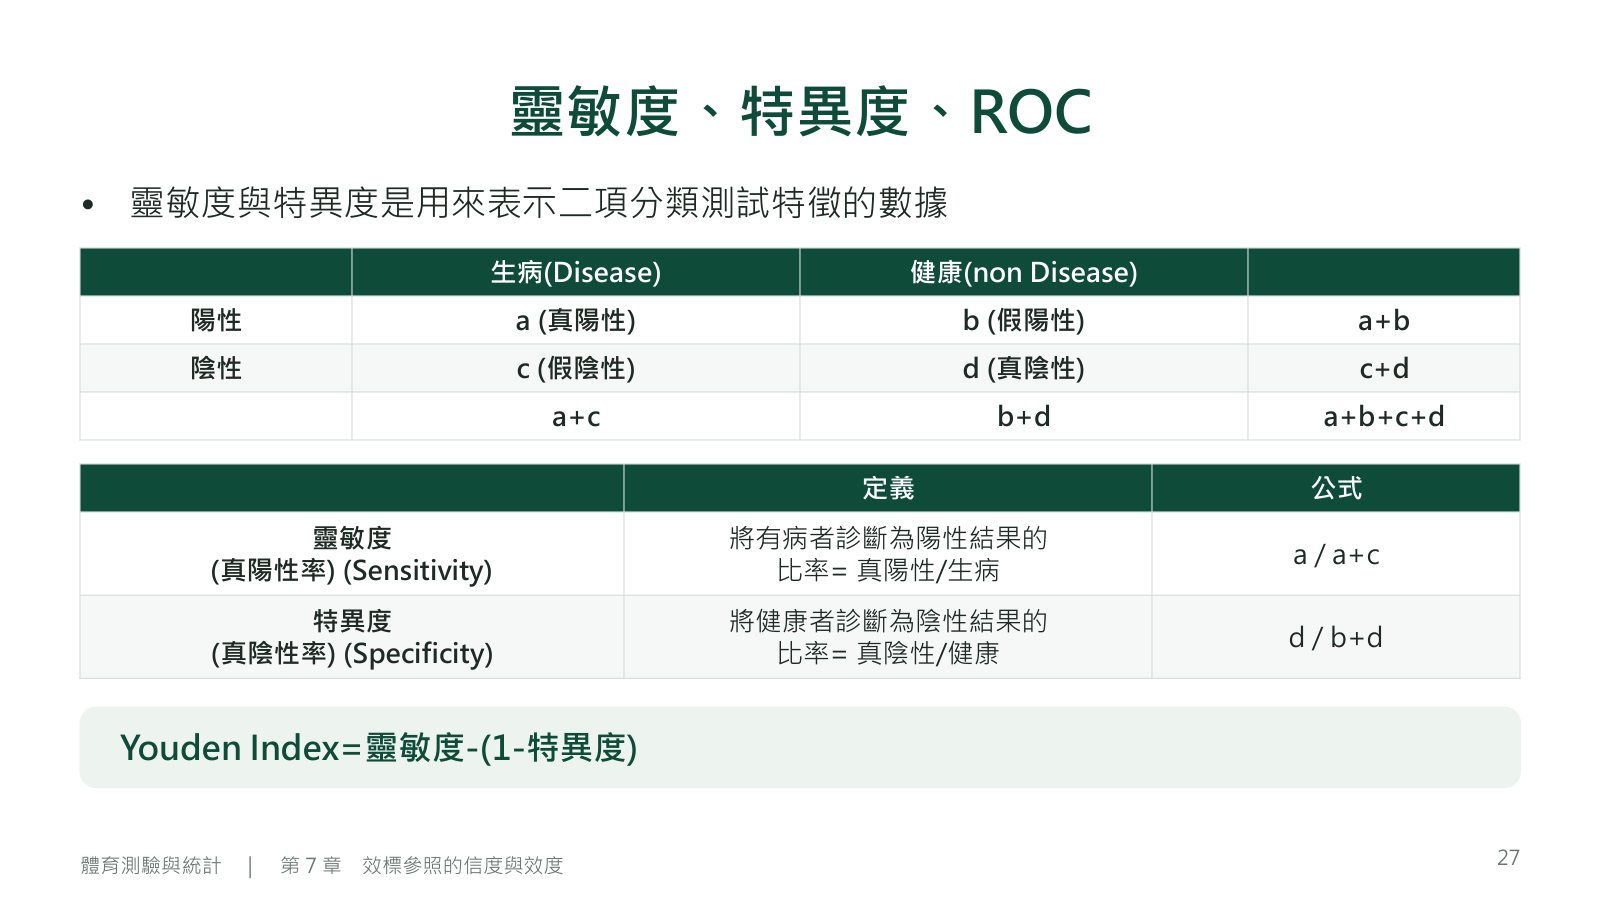 靈敏度、特異度、ROC
• 靈敏度與特異度是用來表示二項分類測試特徵的數據
生病(Disease) 健康(non Disease)
陽性 a (真陽性) b (假陽性) a+b
陰性 c (假陰性) d (真陰性) c+d
a+c b+d a+b+c+d
定義 公式
靈敏度
(真陽性率) (Sensitivity)
將有病者診斷為陽性結果的
比率= 真陽性/生病
a / a+c
特異度
(真陰性率) (Specificity)
將健康者診斷為陰性結果的
比率= 真陰性/健康
d / b+d
Youden Index=靈敏度-(1-特異度)
體育測驗與統計 | 第 7 章 效標參照的信度與效度
27